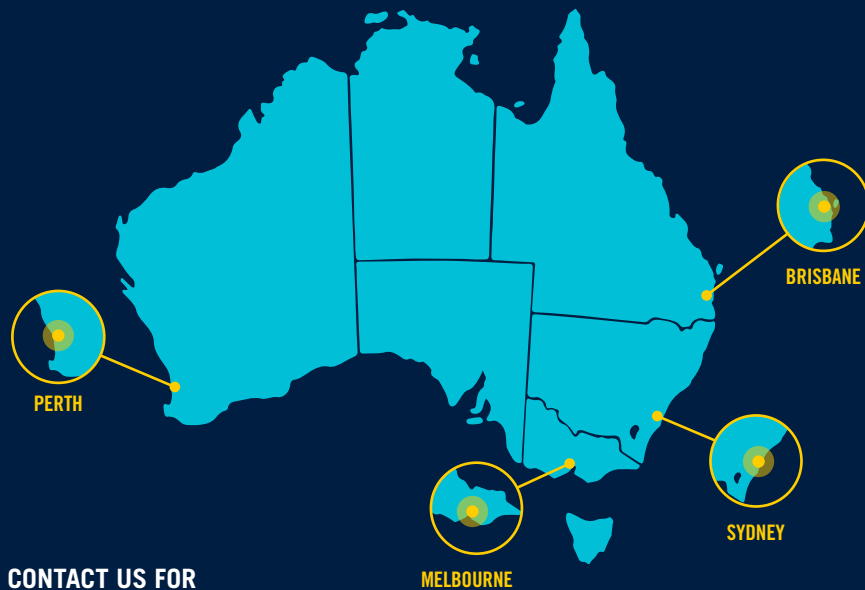 BRISBANE
PERTH
SYDNEY
MELBOURNE
CONTACT US FOR